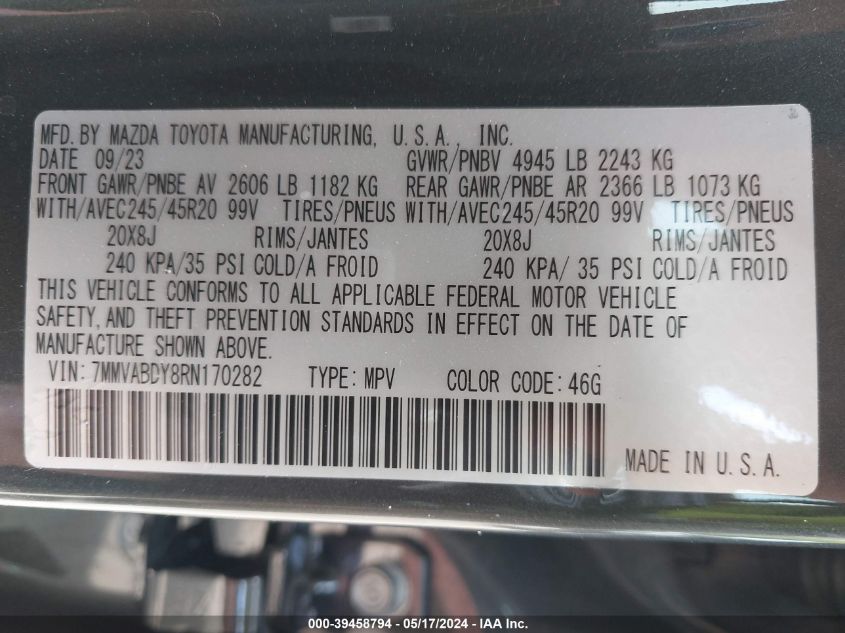 MFD. BY MAZDA TOYOTA MANUFACTURING, U.S.A., INC.
DATE 09/23 GVWR/PNBV 4945 LB 2243 KG
FRONT GAWR/PNBE AV 2606 LB 1182 KG REAR GAWR/PNBE AR 2366 LB 1073 KG
WITH/AVEC245/45R20 99V TIRES/PNEUS WITH/AVEC245/45R20 99V TIRES/PNEUS
20X8J RIMS/JANTES 20X8J RIMS/JANTES
240 KPA/35 PSI COLD/A FROID 240 KPA/ 35 PSI COLD/A FROID
THIS VEHICLE CONFORMS TO ALL APPLICABLE FEDERAL MOTOR VEHICLE
SAFETY, AND THEFT PREVENTION STANDARDS IN EFFECT ON THE DATE OF
MANUFACTURE SHOWN ABOVE.
VIN: 7MMVABDY8RN170282 TYPE: MPV COLOR CODE: 46G
MADE IN U.S.A.
000-39458794 — 05/17/2024 — IAA Inc.